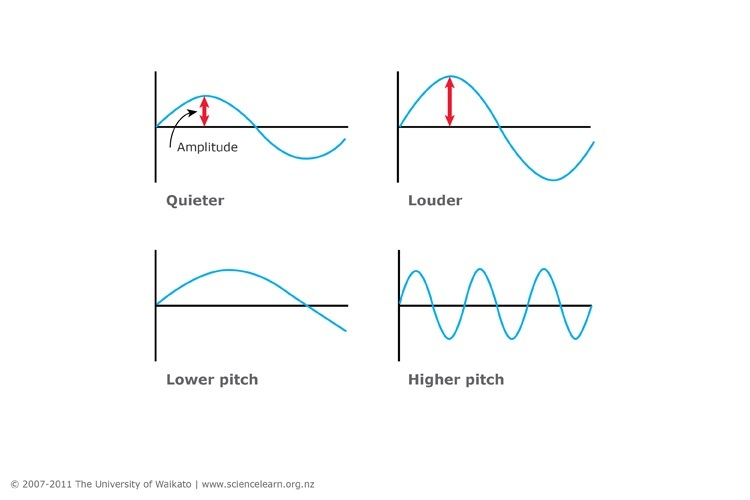 Amplitude
Quieter
Louder
Lower pitch
Higher pitch
© 2007-2011 The University of Waikato | www.sciencelearn.org.nz